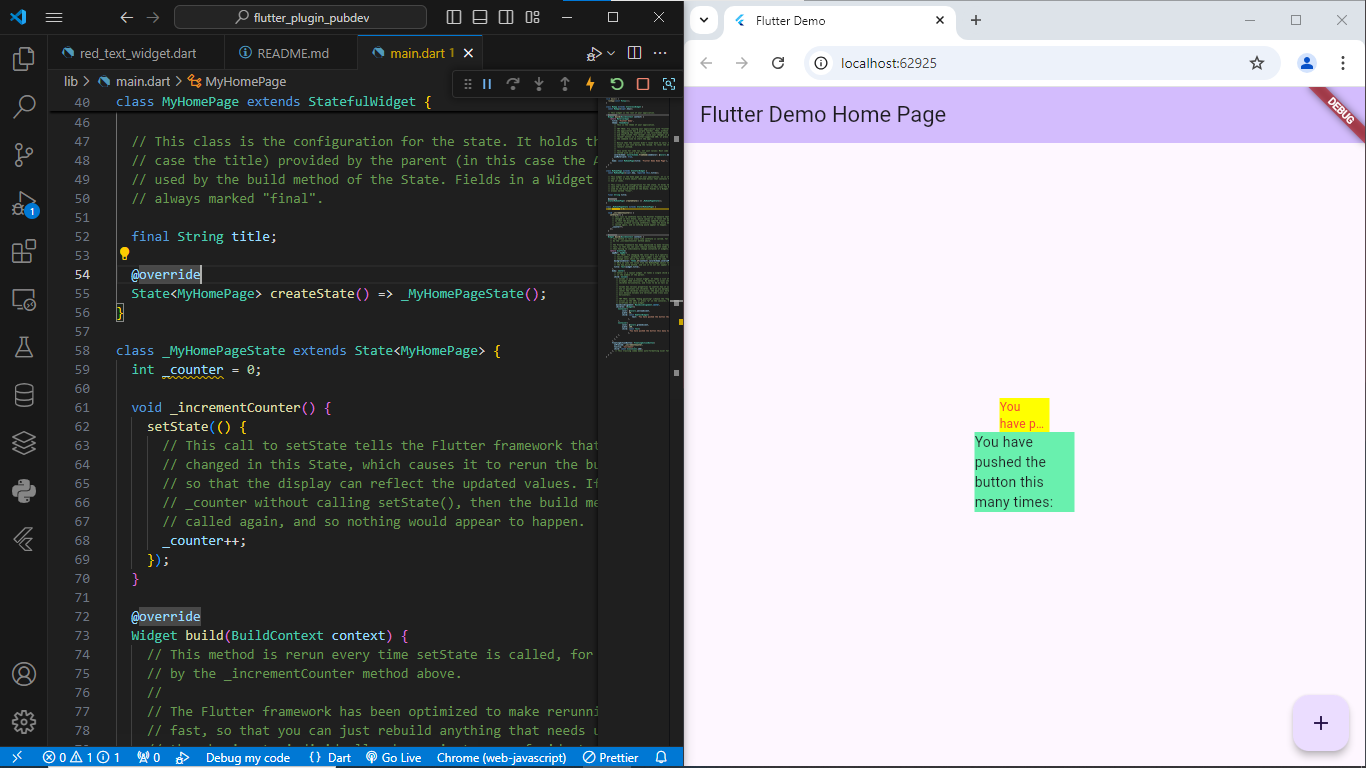 flutter_plugin_pubdev
red_text_widget.dart
README.md
main.dart 1
lib > main.dart > MyHomePage
40 class MyHomePage extends StatefulWidget {
46
47 // This class is the configuration for the state. It holds th
48 // case the title) provided by the parent (in this case the A
49 // used by the build method of the State. Fields in a Widget
50 // always marked "final".
51
52 final String title;
53
54 @override
55 State<MyHomePage> createState() => _MyHomePageState();
56 }
57
58 class _MyHomePageState extends State<MyHomePage> {
59 int _counter = 0;
60
61 void _incrementCounter() {
62 setState(() {
63 // This call to setState tells the Flutter framework that
64 // changed in this State, which causes it to rerun the bu
65 // so that the display can reflect the updated values. If
66 // _counter without calling setState(), then the build me
67 // called again, and so nothing would appear to happen.
68 _counter++;
69 });
70 }
71
72 @override
73 Widget build(BuildContext context) {
74 // This method is rerun every time setState is called, for
75 // by the _incrementCounter method above.
76 //
77 // The Flutter framework has been optimized to make rerunni
78 // fast, so that you can just rebuild anything that needs u
1
0 1 1 0 Debug my code {} Dart Go Live Chrome (web-javascript) Prettier
Flutter Demo
localhost:62925
Flutter Demo Home Page
DEBUG
You
have p…
You have
pushed the
button this
many times: